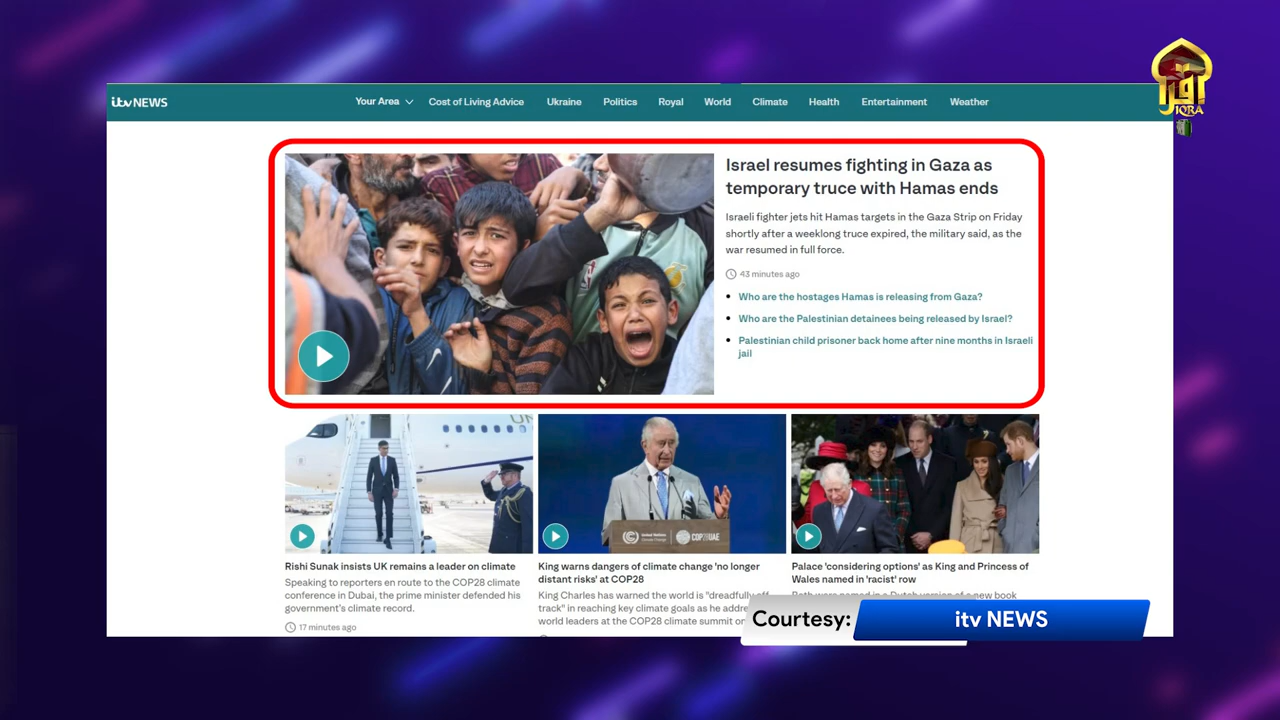 اقرأ
IQRA
itv NEWS
Your Area
Cost of Living Advice
Ukraine
Politics
Royal
World
Climate
Health
Entertainment
Weather
Israel resumes fighting in Gaza as
temporary truce with Hamas ends
Israeli fighter jets hit Hamas targets in the Gaza Strip on Friday
shortly after a weeklong truce expired, the military said, as the
war resumed in full force.
43 minutes ago
Who are the hostages Hamas is releasing from Gaza?
Who are the Palestinian detainees being released by Israel?
Palestinian child prisoner back home after nine months in Israeli
jail
United Nations
Climate Change
COP28UAE
Rishi Sunak insists UK remains a leader on climate
Speaking to reporters en route to the COP28 climate
conference in Dubai, the prime minister defended his
government's climate record.
17 minutes ago
King warns dangers of climate change 'no longer
distant risks' at COP28
King Charles has warned the world is "dreadfully off
track" in reaching key climate goals as he
world leaders at the COP28 climate summit
Palace 'considering options' as King and Princess of
Wales named in 'racist' row
Both were named in a Dutch version of a new book
Courtesy:
itv NEWS